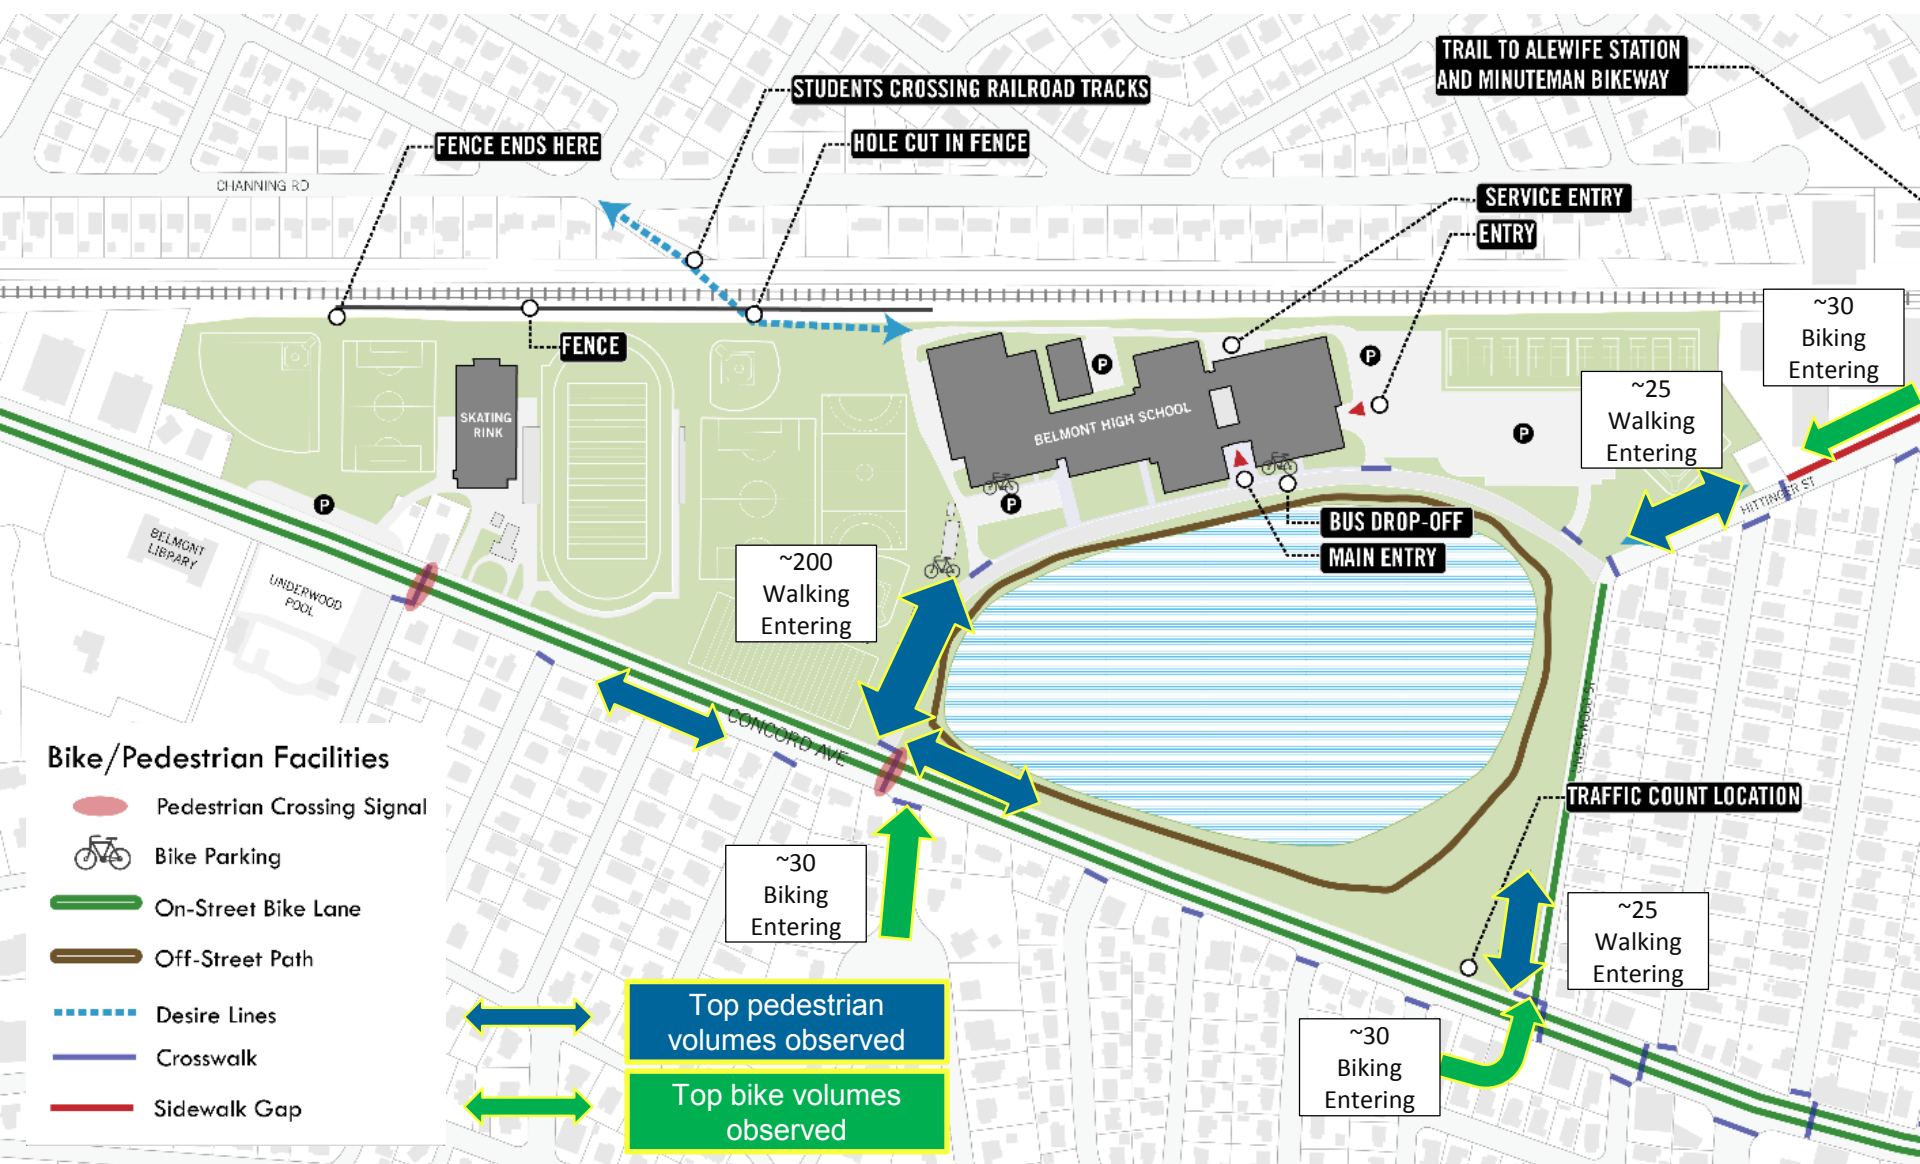 TRAIL TO ALEWIFE STATION
AND MINUTEMAN BIKEWAY
STUDENTS CROSSING RAILROAD TRACKS
FENCE ENDS HERE
HOLE CUT IN FENCE
CHANNING RD
SERVICE ENTRY
ENTRY
~30
Biking
Entering
FENCE
P
P
~25
Walking
Entering
SKATING
RINK
BELMONT HIGH SCHOOL
P
P
P
HITTINGER ST
BUS DROP-OFF
MAIN ENTRY
BELMONT
LIBRARY
UNDERWOOD
POOL
~200
Walking
Entering
CONCORD AVE
UNDERWOOD ST
TRAFFIC COUNT LOCATION
~30
Biking
Entering
~25
Walking
Entering
~30
Biking
Entering
Bike/Pedestrian Facilities
Pedestrian Crossing Signal
Bike Parking
On-Street Bike Lane
Off-Street Path
Desire Lines
Crosswalk
Sidewalk Gap
Top pedestrian
volumes observed
Top bike volumes
observed